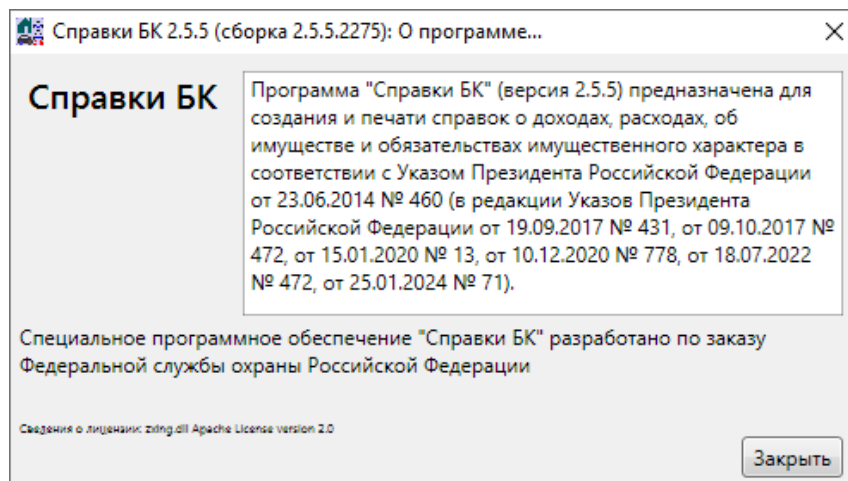 Справки БК 2.5.5 (сборка 2.5.5.2275): О программе...
Справки БК
Программа "Справки БК" (версия 2.5.5) предназначена для
создания и печати справок о доходах, расходах, об
имуществе и обязательствах имущественного характера в
соответствии с Указом Президента Российской Федерации
от 23.06.2014 № 460 (в редакции Указов Президента
Российской Федерации от 19.09.2017 № 431, от 09.10.2017 №
472, от 15.01.2020 № 13, от 10.12.2020 № 778, от 18.07.2022
№ 472, от 25.01.2024 № 71).
Специальное программное обеспечение "Справки БК" разработано по заказу
Федеральной службы охраны Российской Федерации
Сведения о лицензии: zxing.dll Apache License version 2.0
Закрыть